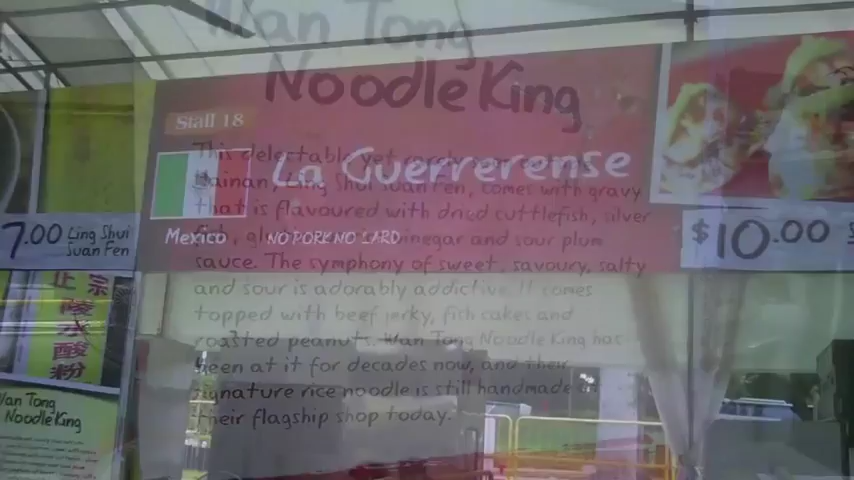 Wan Tong
Noodle King
Stall 18
La Guerrerense
Mexico
NO PORK NO LARD
$10.00
7.00 Ling Shui
Suan Fen
正宗
陵水酸粉
Wan Tong
Noodle King
This delectable yet
Hainan, Ling Shui Suan Fen, comes with gravy
that is flavoured with dried cuttlefish, silver
fish, vinegar and sour plum
sauce. The symphony of sweet, savoury, salty
and sour is adorably addictive. It comes
topped with beef jerky, fish cakes and
roasted peanuts. Wan Tong Noodle King has
been at it for decades now, and their
signature rice noodle is still handmade
their flagship shop today.